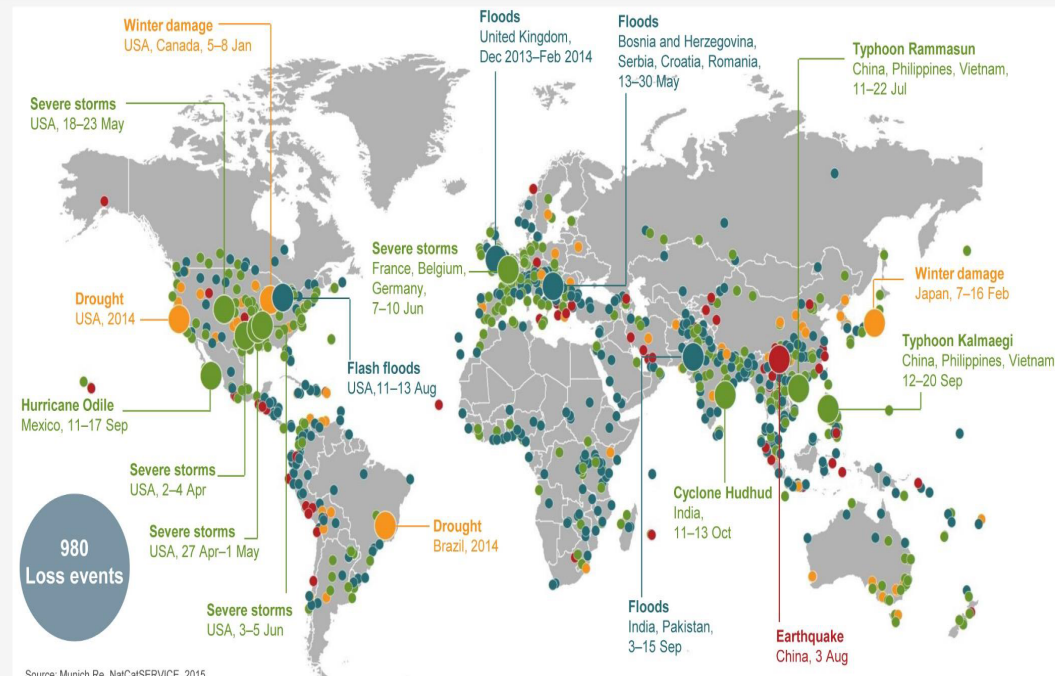 Winter damage
USA, Canada, 5–8 Jan
Floods
United Kingdom,
Dec 2013–Feb 2014
Floods
Bosnia and Herzegovina,
Serbia, Croatia, Romania,
13–30 May
Typhoon Rammasun
China, Philippines, Vietnam,
11–22 Jul
Severe storms
USA, 18–23 May
Severe storms
France, Belgium,
Germany,
7–10 Jun
Winter damage
Japan, 7–16 Feb
Drought
USA, 2014
Typhoon Kalmaegi
China, Philippines, Vietnam
12–20 Sep
Flash floods
USA,11–13 Aug
Hurricane Odile
Mexico, 11–17 Sep
Severe storms
USA, 2–4 Apr
Cyclone Hudhud
India,
11–13 Oct
Severe storms
USA, 27 Apr–1 May
Drought
Brazil, 2014
980
Loss events
Severe storms
USA, 3–5 Jun
Floods
India, Pakistan,
3–15 Sep
Earthquake
China, 3 Aug
Source: Munich Re, NatCatSERVICE, 2015